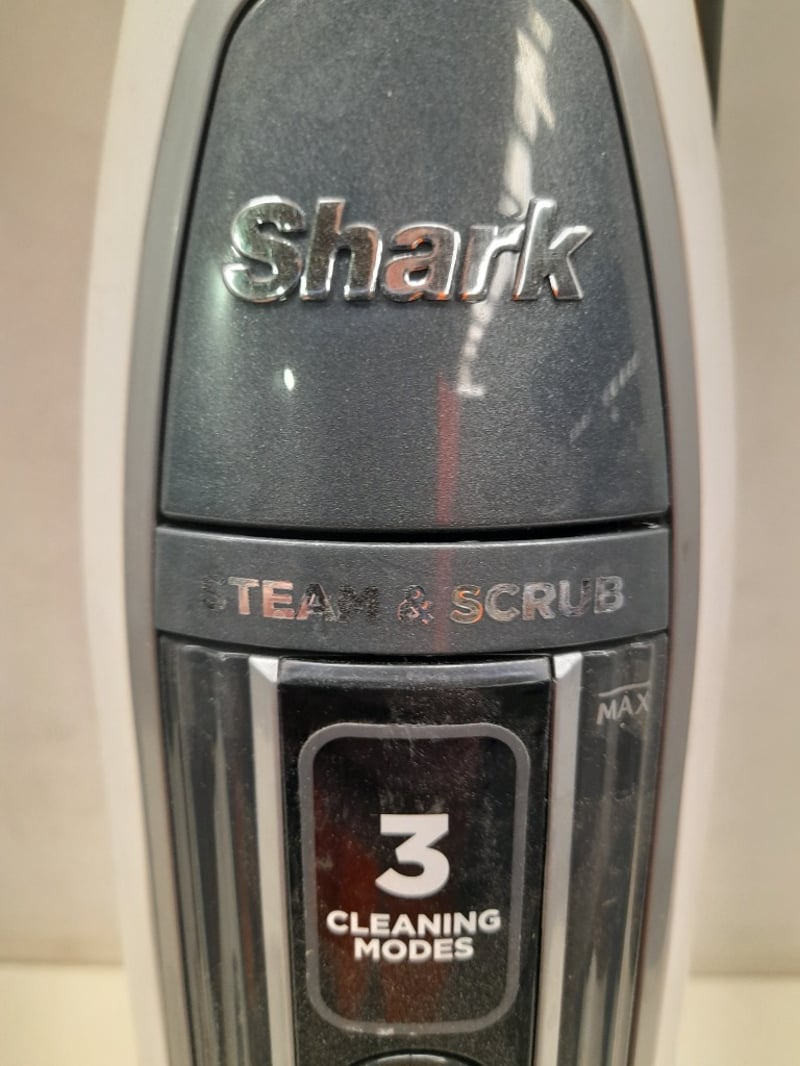 Shark
STEAM & SCRUB
MAX
3
CLEANING
MODES